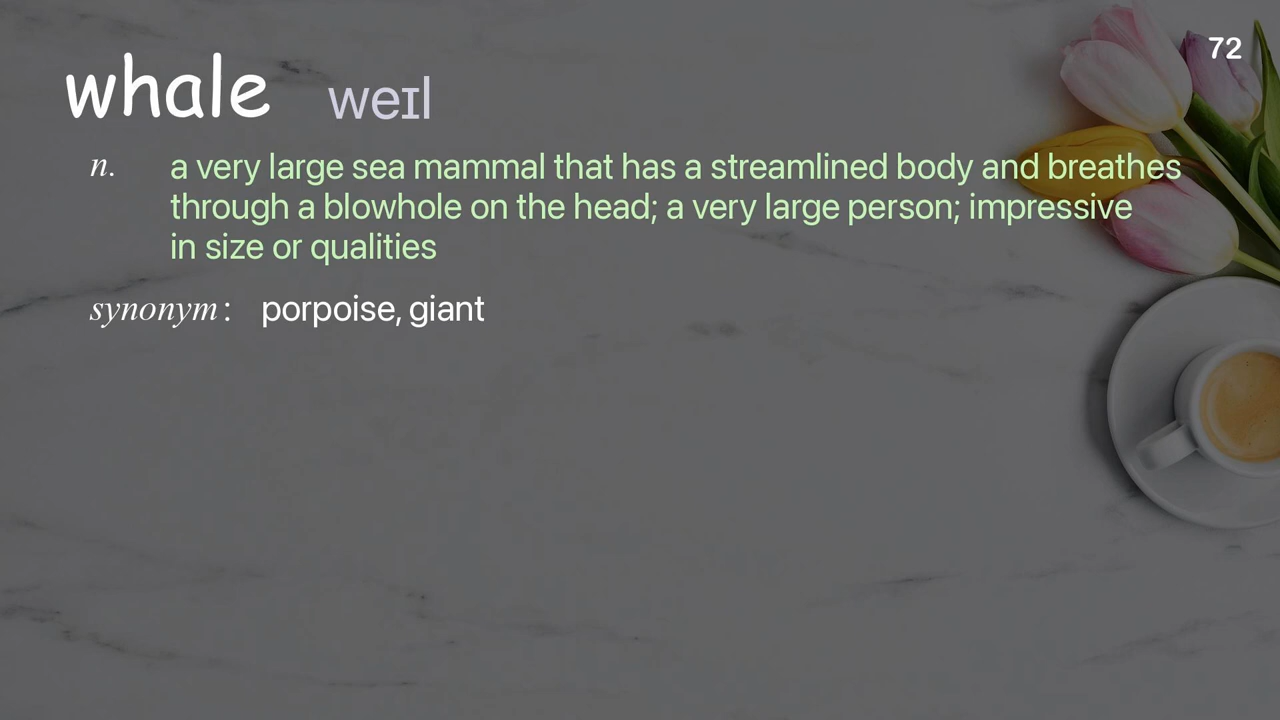 72
whale weɪl
n. a very large sea mammal that has a streamlined body and breathes
through a blowhole on the head; a very large person; impressive
in size or qualities
synonym: porpoise, giant